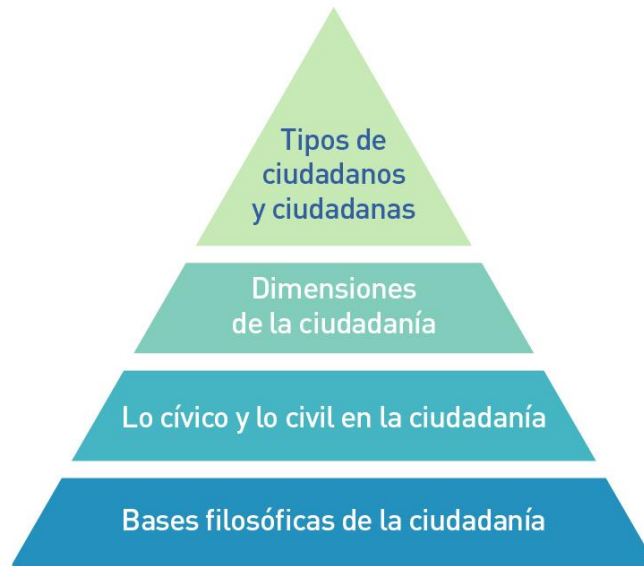 Tipos de
ciudadanos
y ciudadanas
Dimensiones
de la ciudadanía
Lo cívico y lo civil en la ciudadanía
Bases filosóficas de la ciudadanía